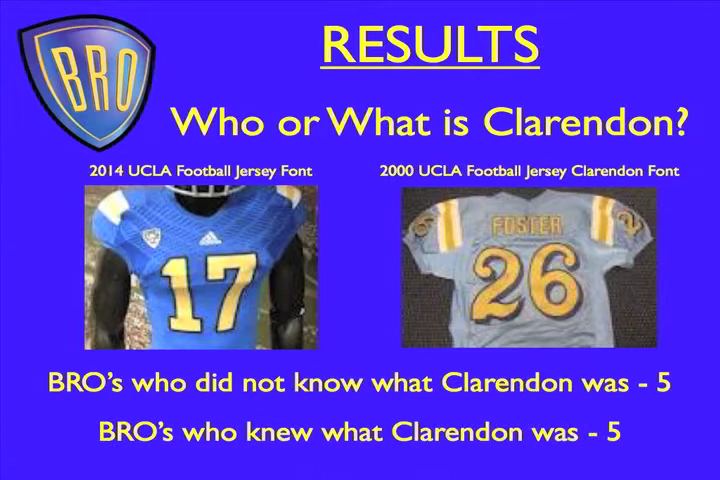 BRO
RESULTS
Who or What is Clarendon?
2014 UCLA Football Jersey Font
2000 UCLA Football Jersey Clarendon Font
17
FOSTER
26
26
BRO's who did not know what Clarendon was - 5
BRO's who knew what Clarendon was - 5